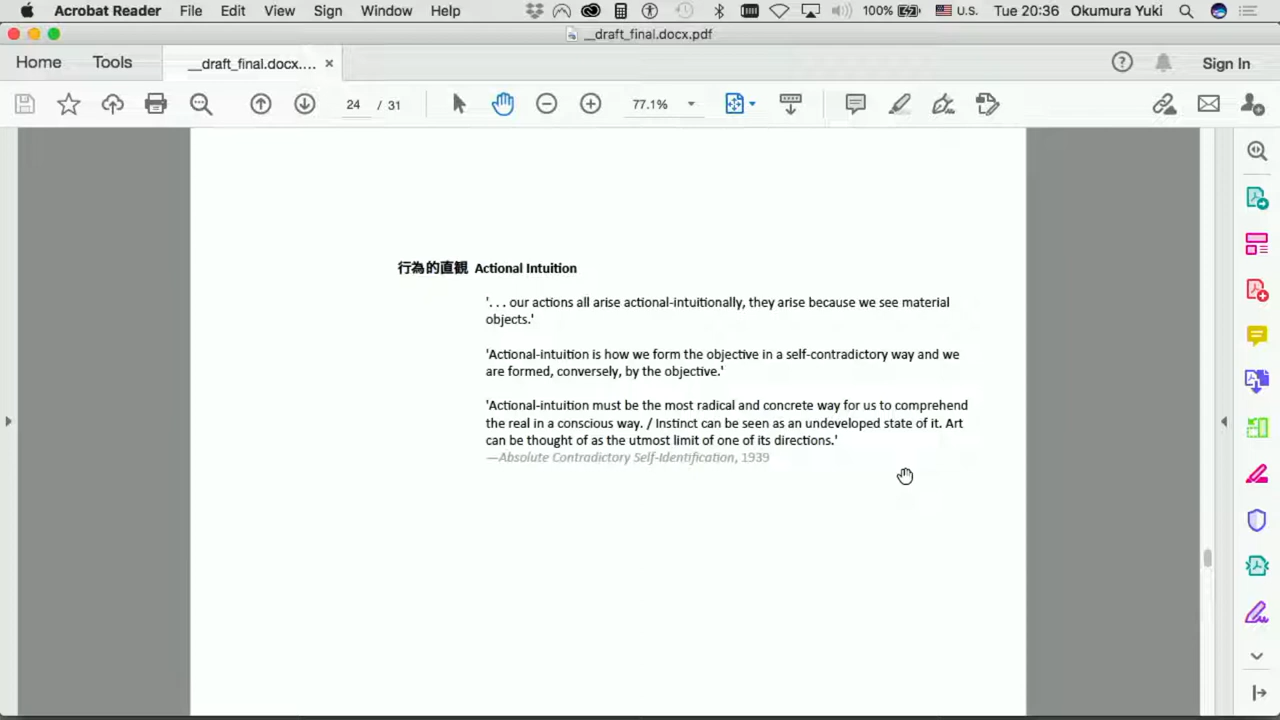 Acrobat Reader File Edit View Sign Window Help 100% U.S. Tue 20:36 Okumura Yuki
__draft_final.docx.pdf
Home Tools __draft_final.docx.... × Sign In
24 / 31 77.1%
行為的直観 Actional Intuition
'. . . our actions all arise actional-intuitionally, they arise because we see material
objects.'
'Actional-intuition is how we form the objective in a self-contradictory way and we
are formed, conversely, by the objective.'
'Actional-intuition must be the most radical and concrete way for us to comprehend
the real in a conscious way. / Instinct can be seen as an undeveloped state of it. Art
can be thought of as the utmost limit of one of its directions.'
—Absolute Contradictory Self-Identification, 1939